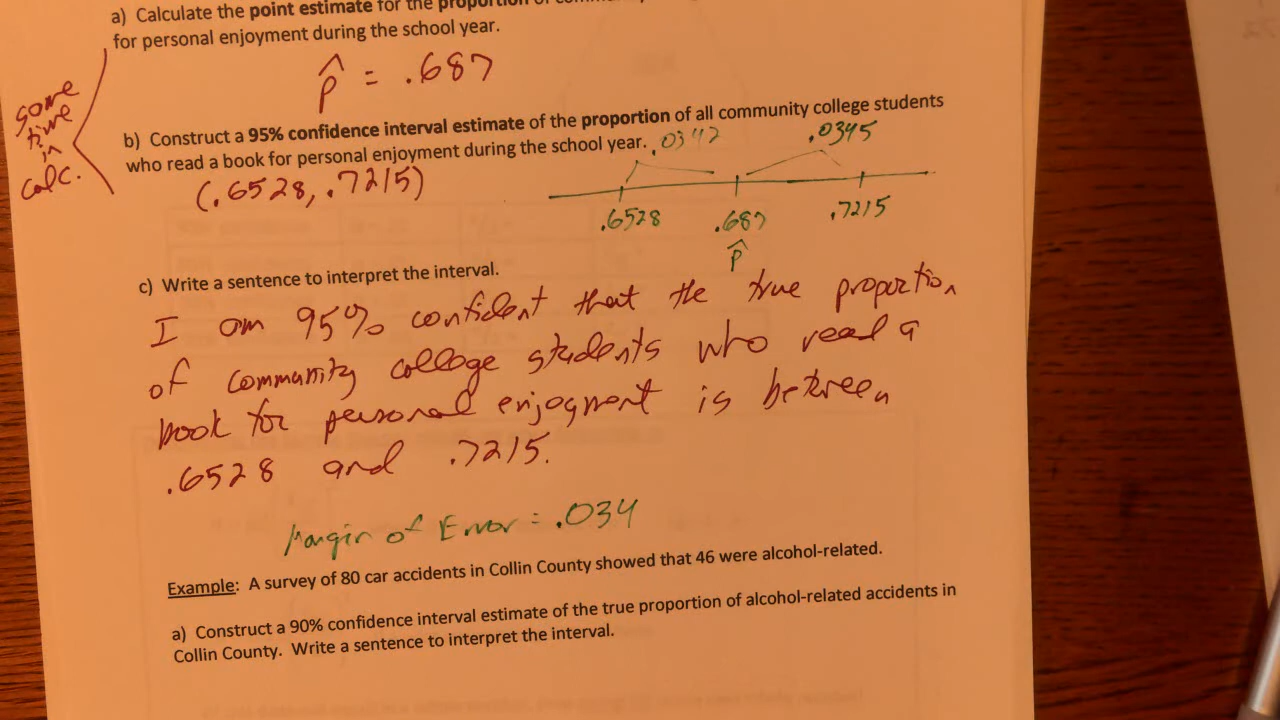 a) Calculate the point estimate for the proportion of
for personal enjoyment during the school year.
p̂ = .687
some
time
in
calc.
b) Construct a 95% confidence interval estimate of the proportion of all community college students
who read a book for personal enjoyment during the school year.
.0342
.0345
(.6528, .7215)
.6528
.687
.7215
p̂
c) Write a sentence to interpret the interval.
I am 95% confident that the true proportion
of community college students who read a
book for personal enjoyment is between
.6528 and .7215.
Margin of Error = .034
Example: A survey of 80 car accidents in Collin County showed that 46 were alcohol-related.
a) Construct a 90% confidence interval estimate of the true proportion of alcohol-related accidents in
Collin County. Write a sentence to interpret the interval.